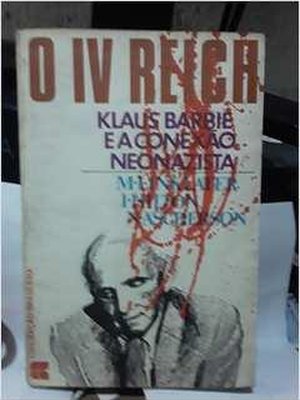 O IV REICH
KLAUS BARBIE
E A CONEXÃO
NEONAZISTA
M. LINKLATER
I. HILTON
N. ASCHERSON